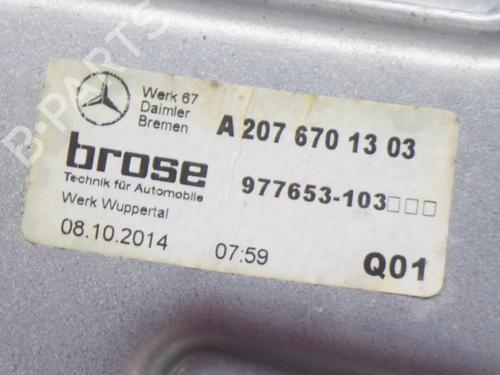 Werk 67
Daimler
Bremen
A 207 670 13 03
brose
Technik für Automobile
977653-103□□□
Werk Wuppertal
08.10.2014 07:59 Q01
B-PARTS